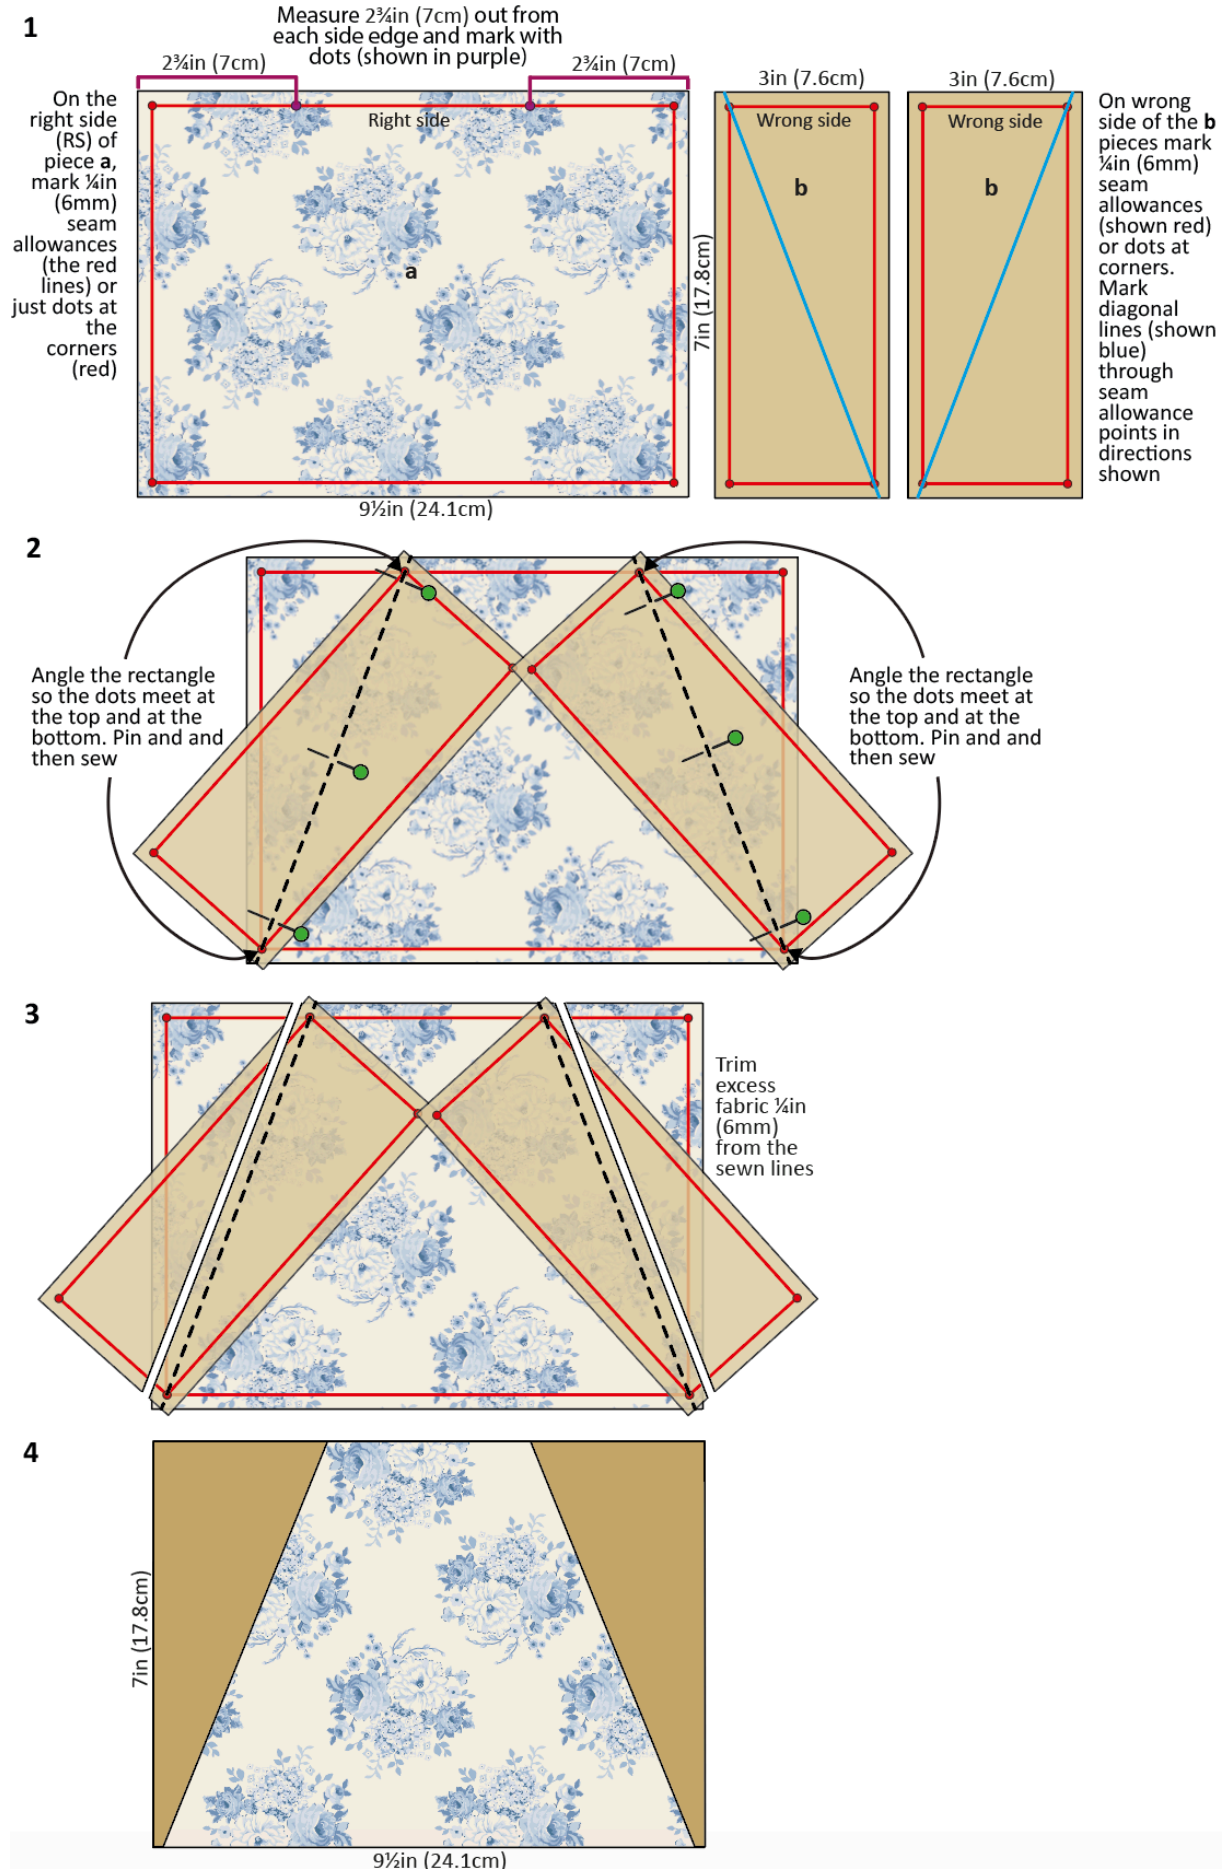 1
Measure 2¾in (7cm) out from
each side edge and mark with
dots (shown in purple)
2¾in (7cm)
2¾in (7cm)
3in (7.6cm)
3in (7.6cm)
On the
right side
(RS) of
piece a,
mark ¼in
(6mm)
seam
allowances
(the red
lines) or
just dots at
the
corners
(red)
Right side
a
7in (17.8cm)
9½in (24.1cm)
Wrong side
b
Wrong side
b
On wrong
side of the b
pieces mark
¼in (6mm)
seam
allowances
(shown red)
or dots at
corners.
Mark
diagonal
lines (shown
blue)
through
seam
allowance
points in
directions
shown
2
Angle the rectangle
so the dots meet at
the top and at the
bottom. Pin and and
then sew
Angle the rectangle
so the dots meet at
the top and at the
bottom. Pin and and
then sew
3
Trim
excess
fabric ¼in
(6mm)
from the
sewn lines
4
7in (17.8cm)
9½in (24.1cm)